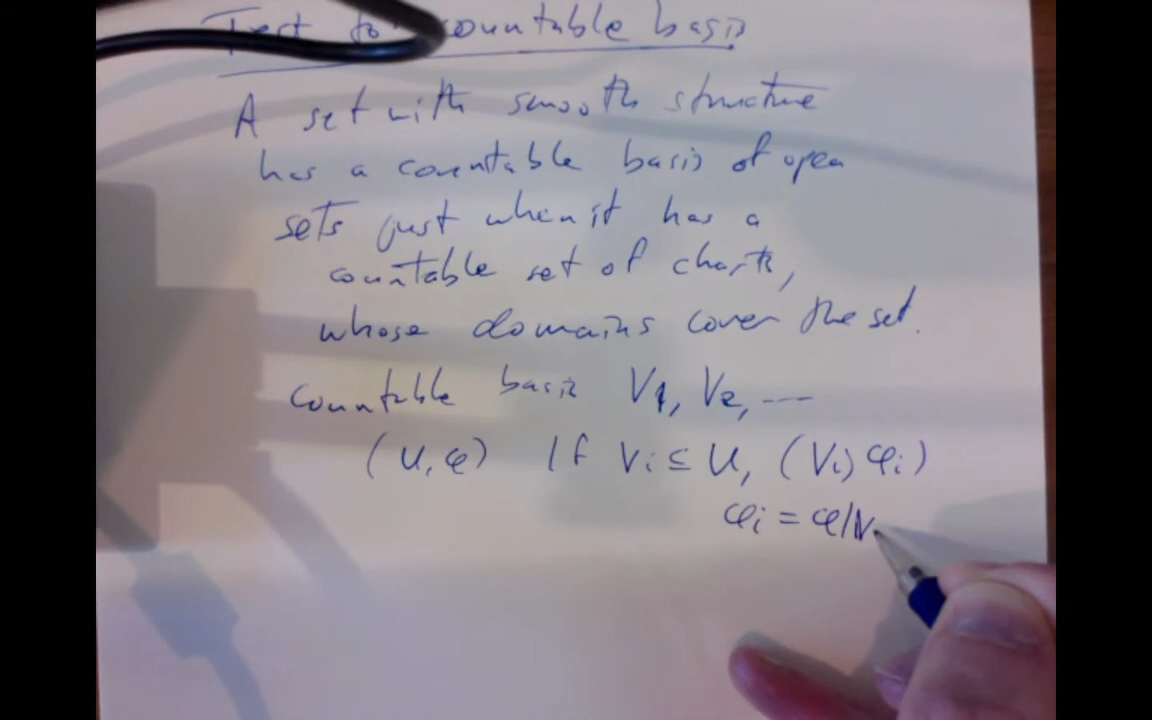 Test for countable basis
A set with smooth structure
has a countable basis of open
sets just when it has a
countable set of charts,
whose domains cover the set.
countable basis V1, V2, ---
(U, φ) If Vi ⊆ U, (Vi, φi)
φi = φ|V